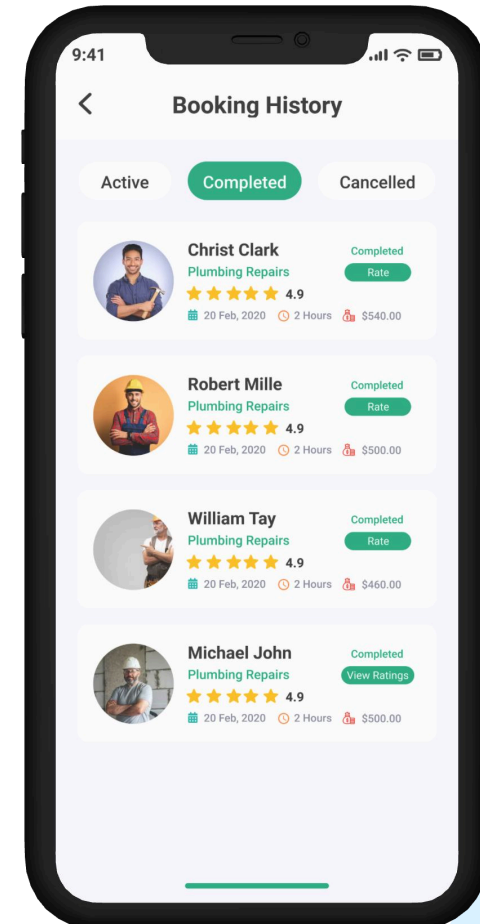 9:41
Booking History
Active Completed Cancelled
Christ Clark Completed
Plumbing Repairs Rate
4.9
20 Feb, 2020 2 Hours $540.00
Robert Mille Completed
Plumbing Repairs Rate
4.9
20 Feb, 2020 2 Hours $500.00
William Tay Completed
Plumbing Repairs Rate
4.9
20 Feb, 2020 2 Hours $460.00
Michael John Completed
Plumbing Repairs View Ratings
4.9
20 Feb, 2020 2 Hours $500.00